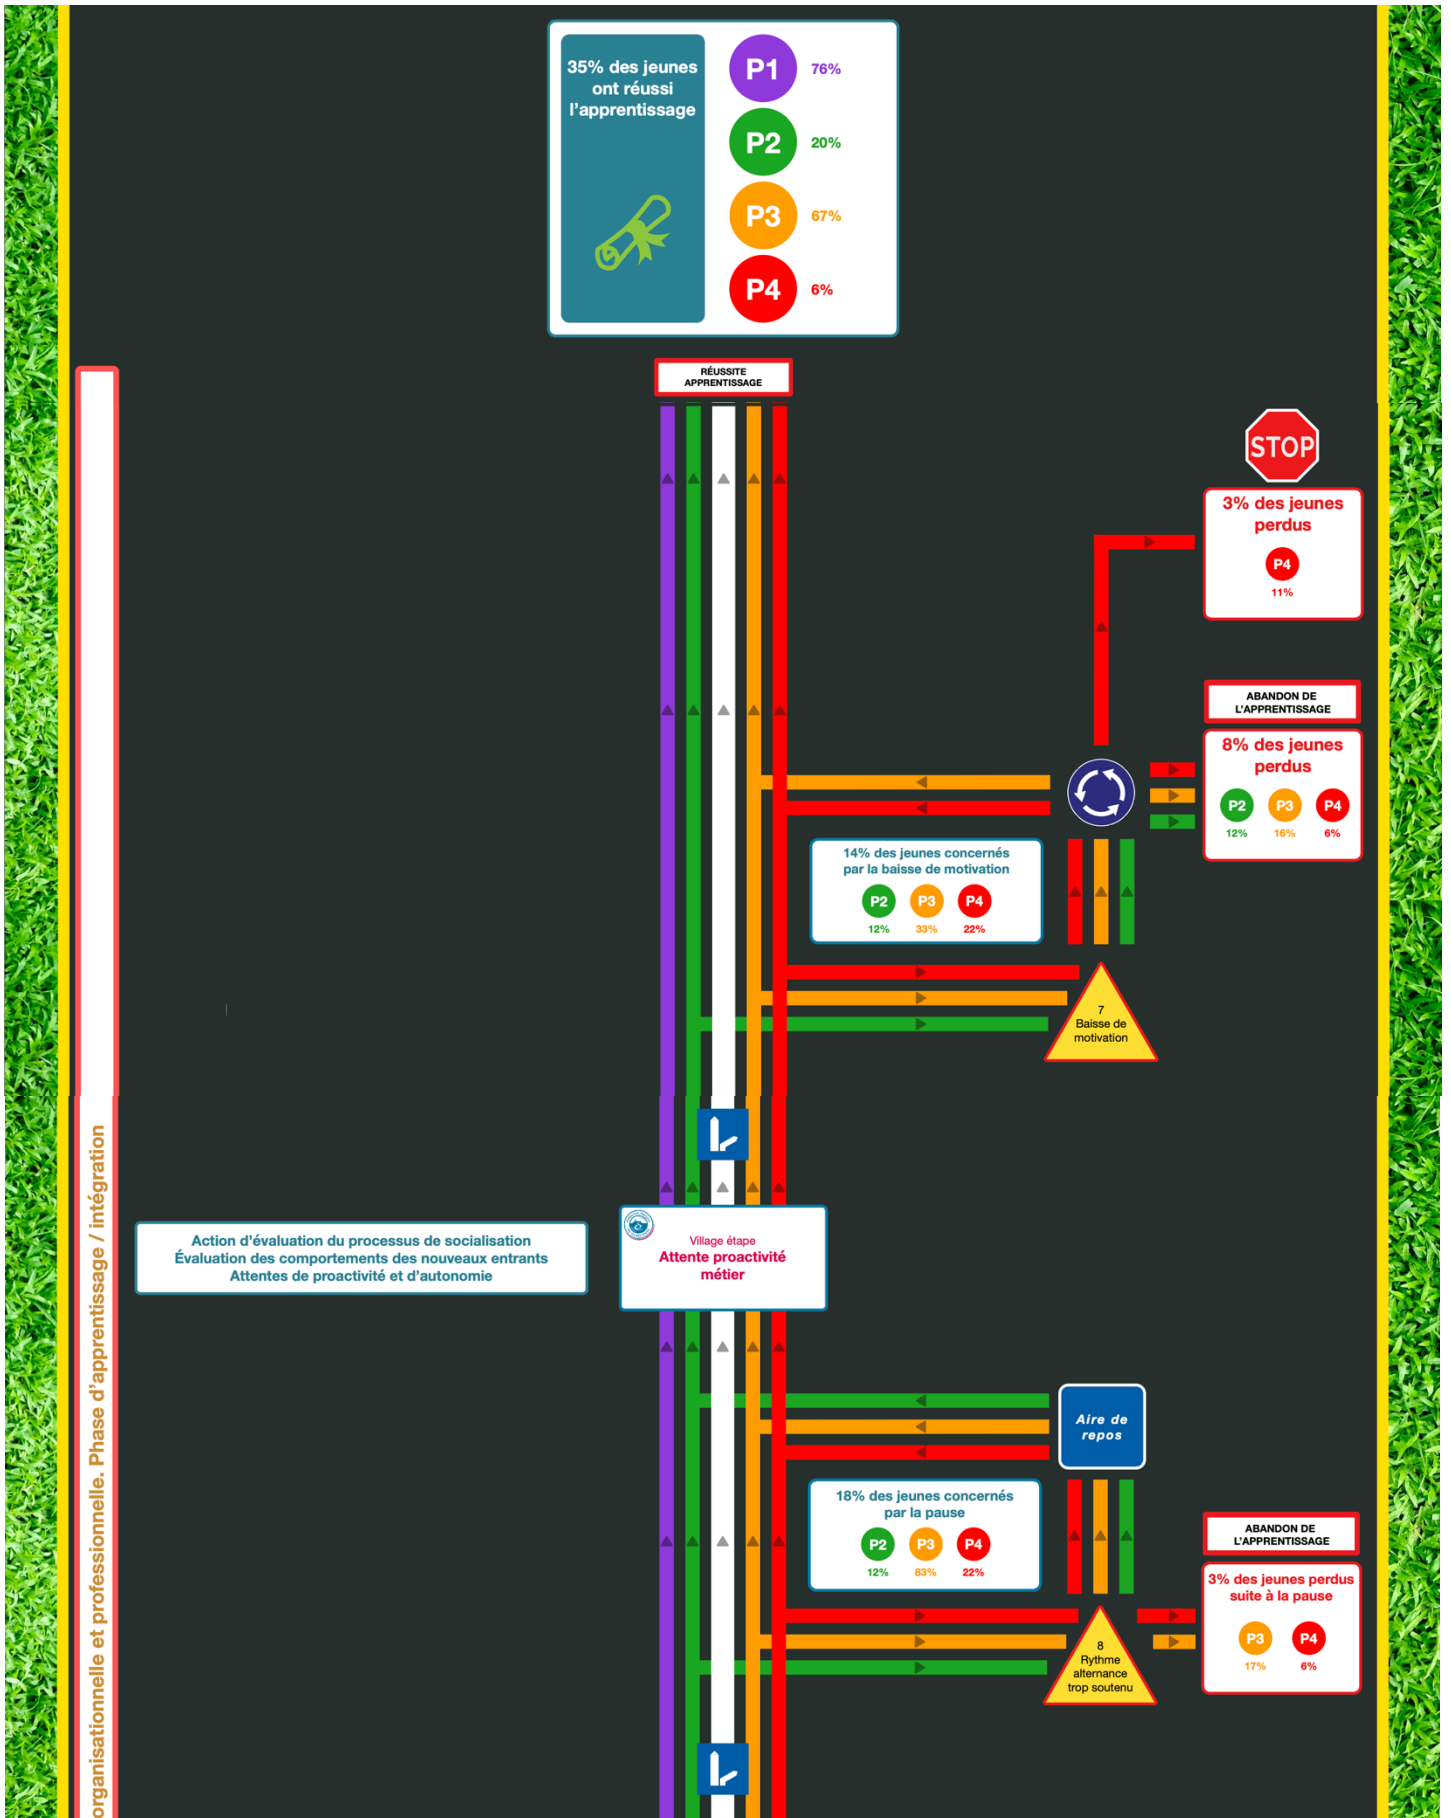 35% des jeunes
ont réussi
l'apprentissage
P1
76%
P2
20%
P3
67%
P4
6%
RÉUSSITE
APPRENTISSAGE
STOP
3% des jeunes
perdus
P4
11%
ABANDON DE
L'APPRENTISSAGE
8% des jeunes
perdus
P2 P3 P4
12% 16% 6%
14% des jeunes concernés
par la baisse de motivation
P2 P3 P4
12% 33% 22%
7
Baisse de
motivation
Village étape
Attente proactivité
métier
Action d'évaluation du processus de socialisation
Évaluation des comportements des nouveaux entrants
Attentes de proactivité et d'autonomie
Aire de
repos
18% des jeunes concernés
par la pause
P2 P3 P4
12% 83% 22%
ABANDON DE
L'APPRENTISSAGE
3% des jeunes perdus
suite à la pause
P3 P4
17% 6%
8
Rythme
alternance
trop soutenu
organisationnelle et professionnelle. Phase d'apprentissage / intégration